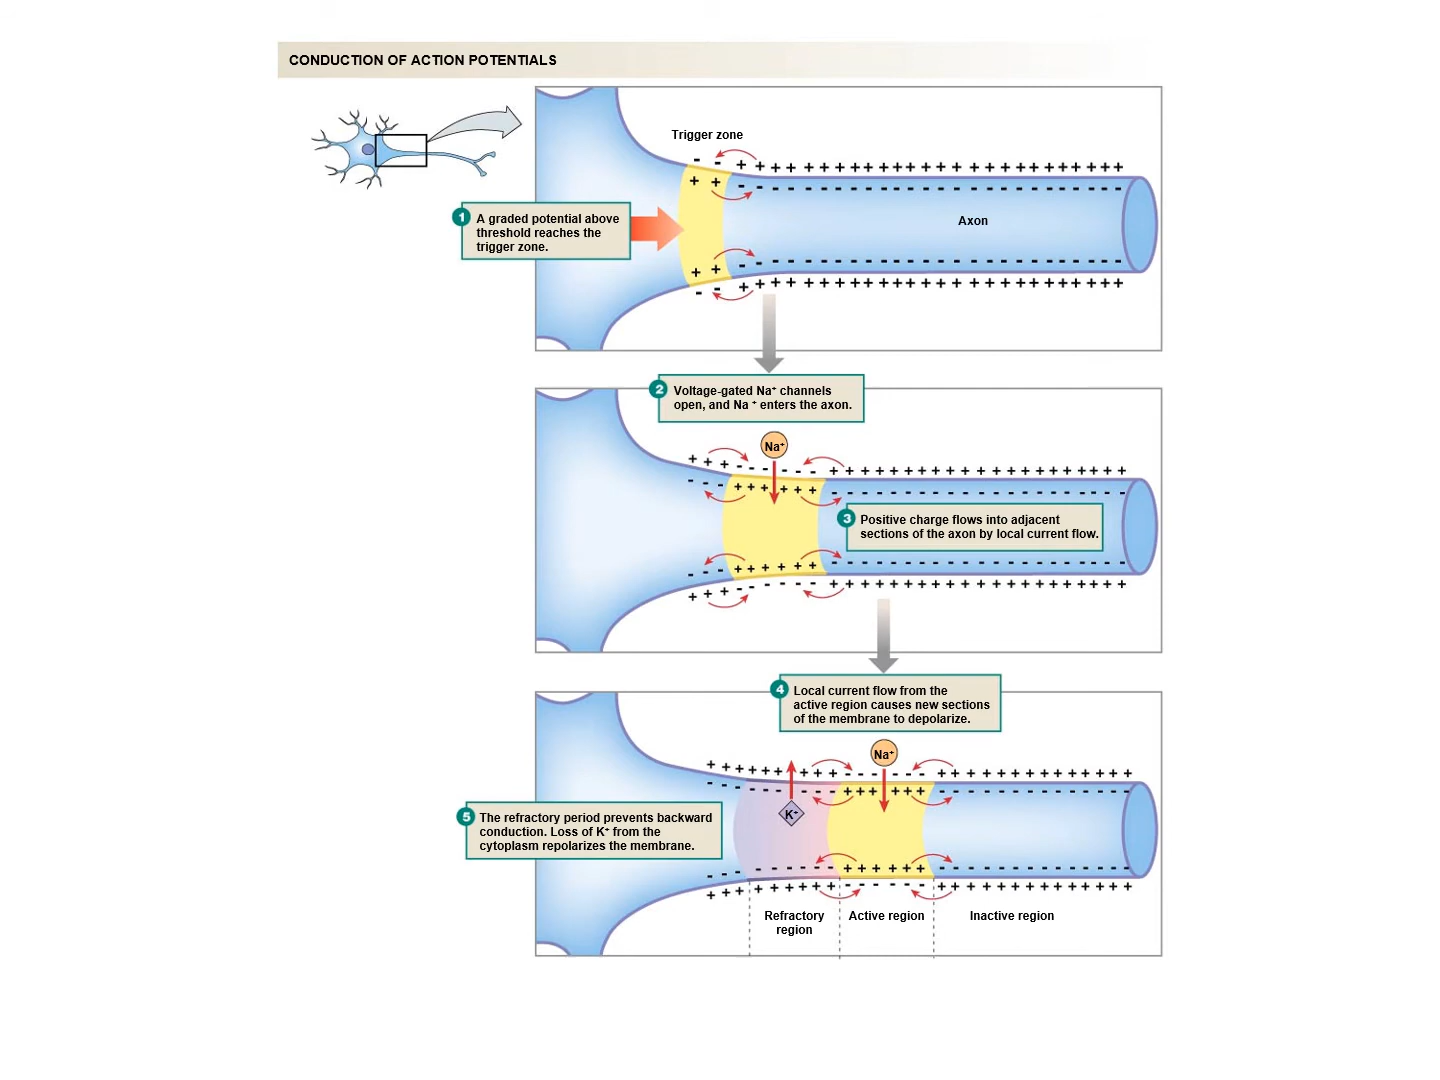 CONDUCTION OF ACTION POTENTIALS
Trigger zone
1 A graded potential above
threshold reaches the
trigger zone.
Axon
2 Voltage-gated Na⁺ channels
open, and Na ⁺ enters the axon.
Na⁺
3 Positive charge flows into adjacent
sections of the axon by local current flow.
4 Local current flow from the
active region causes new sections
of the membrane to depolarize.
Na⁺
K⁺
5 The refractory period prevents backward
conduction. Loss of K⁺ from the
cytoplasm repolarizes the membrane.
Refractory
region
Active region
Inactive region